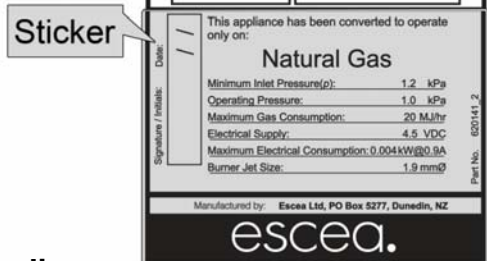 Sticker
Date: / /
Signature / Initials:
This appliance has been converted to operate
only on:
Natural Gas
Minimum Inlet Pressure(p): 1.2 kPa
Operating Pressure: 1.0 kPa
Maximum Gas Consumption: 20 MJ/hr
Electrical Supply: 4.5 VDC
Maximum Electrical Consumption: 0.004kW@0.9A
Burner Jet Size: 1.9 mmØ
Part No. 620141_2
Manufactured by: Escea Ltd, PO Box 5277, Dunedin, NZ
escea.